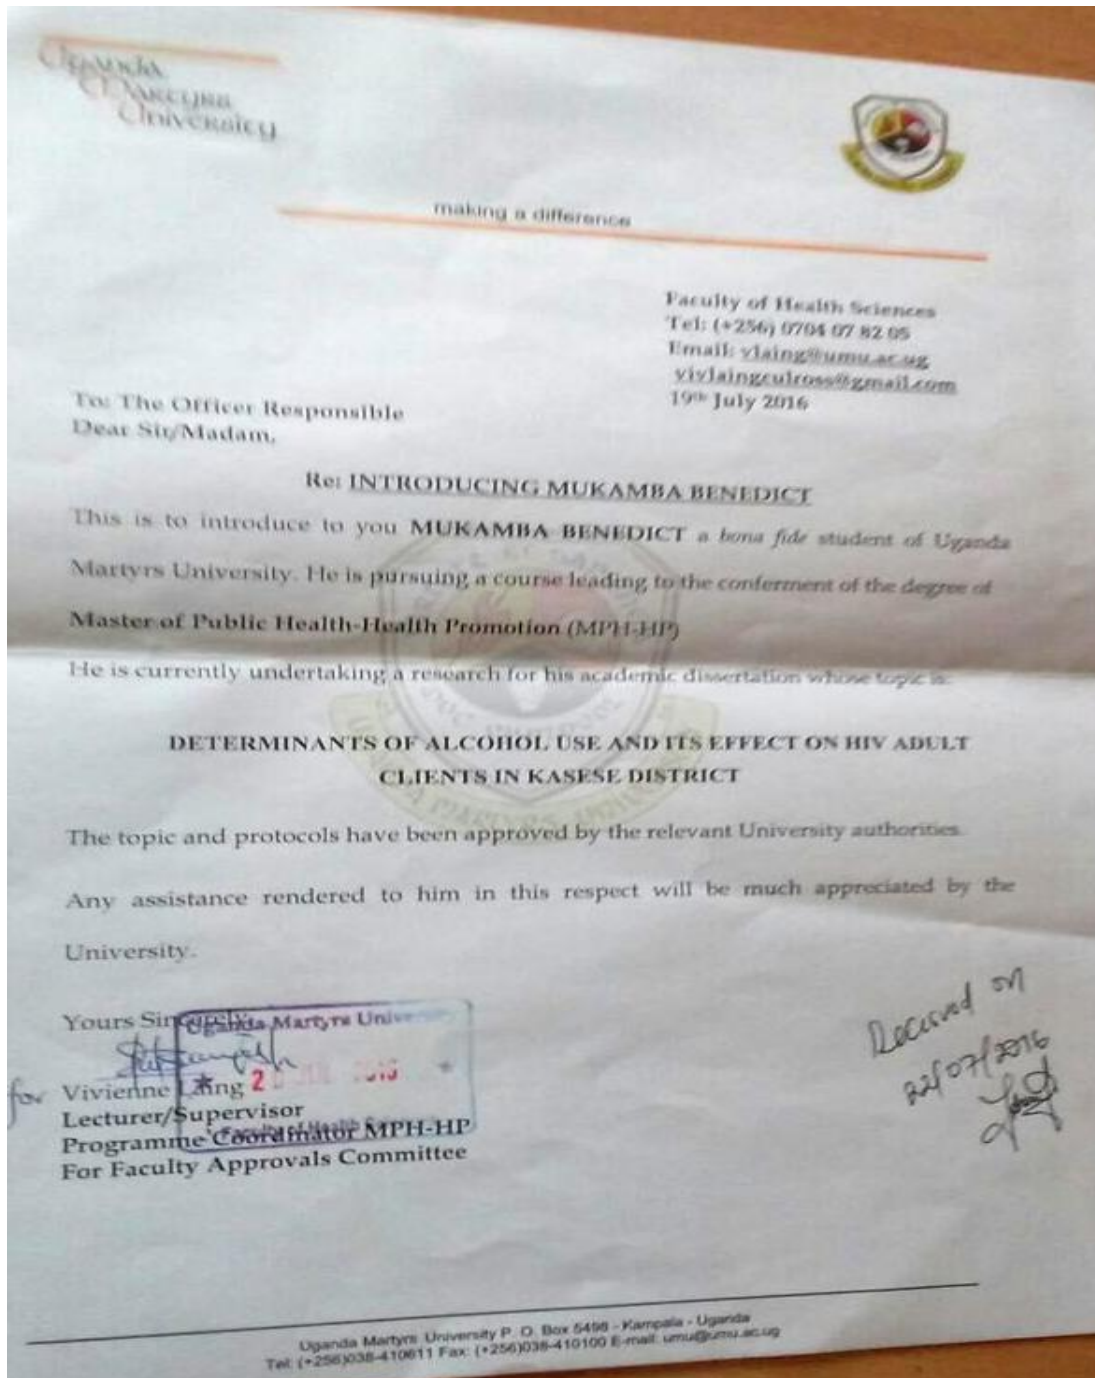 Uganda
Martyrs
University
making a difference
Faculty of Health Sciences
Tel: (+256) 0704 07 82 05
Email: vlaing@umu.ac.ug
vivlaingculross@gmail.com
19th July 2016
To: The Officer Responsible
Dear Sir/Madam,
Re: INTRODUCING MUKAMBA BENEDICT
This is to introduce to you MUKAMBA BENEDICT a bona fide student of Uganda
Martyrs University. He is pursuing a course leading to the conferment of the degree of
Master of Public Health-Health Promotion (MPH-HP)
He is currently undertaking a research for his academic dissertation whose topic is:
DETERMINANTS OF ALCOHOL USE AND ITS EFFECT ON HIV ADULT
CLIENTS IN KASESE DISTRICT
The topic and protocols have been approved by the relevant University authorities.
Any assistance rendered to him in this respect will be much appreciated by the
University.
Yours Sincerely
Uganda Martyrs
for Vivienne Laing
Lecturer/Supervisor
Programme Coordinator MPH-HP
For Faculty Approvals Committee
Received on
22/07/2016
Uganda Martyrs University P. O. Box 5498 - Kampala - Uganda
Tel: (+256)038-410611 Fax: (+256)038-410100 E-mail: umu@umu.ac.ug